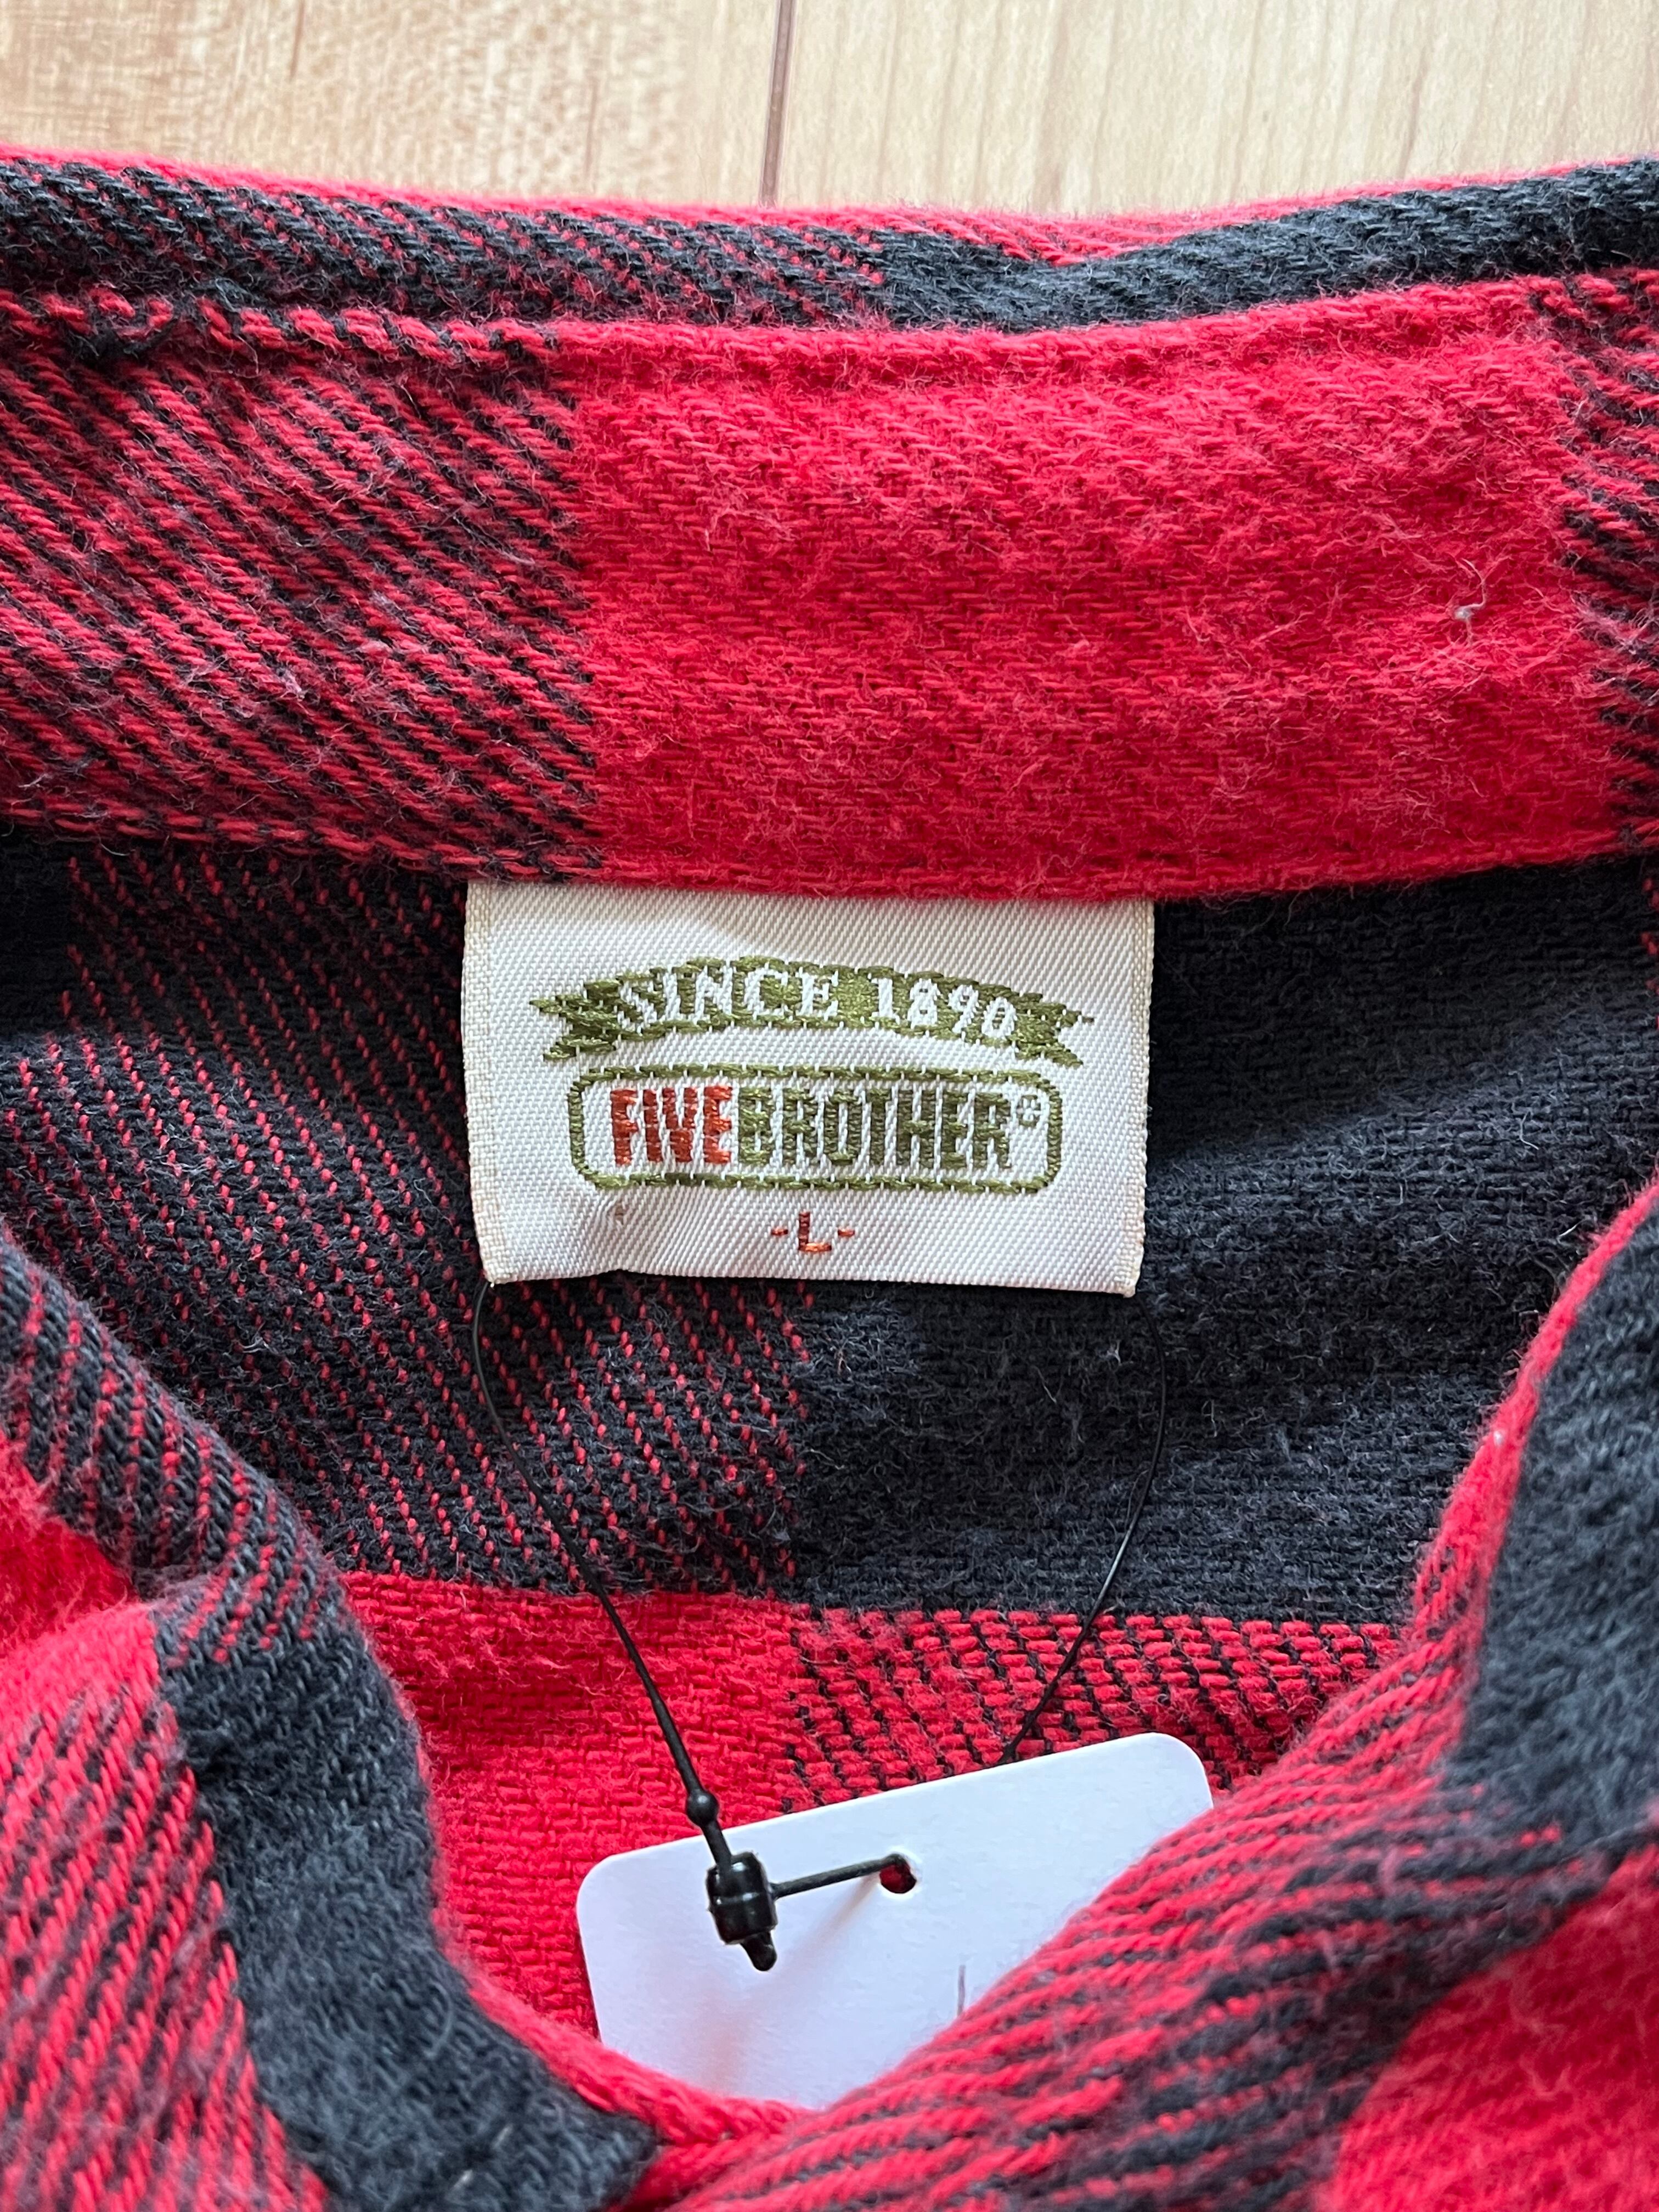 SINCE 1890
FIVEBROTHER®
-L-